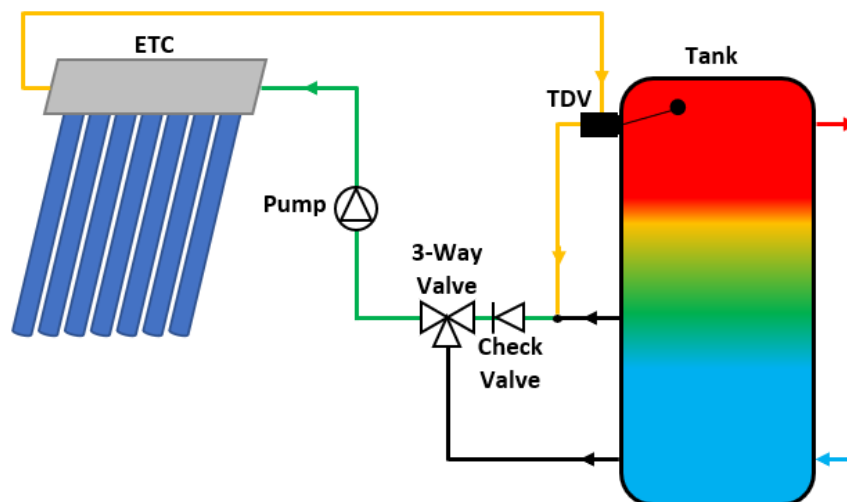 ETC
Tank
TDV
Pump
3-Way
Valve
Check
Valve